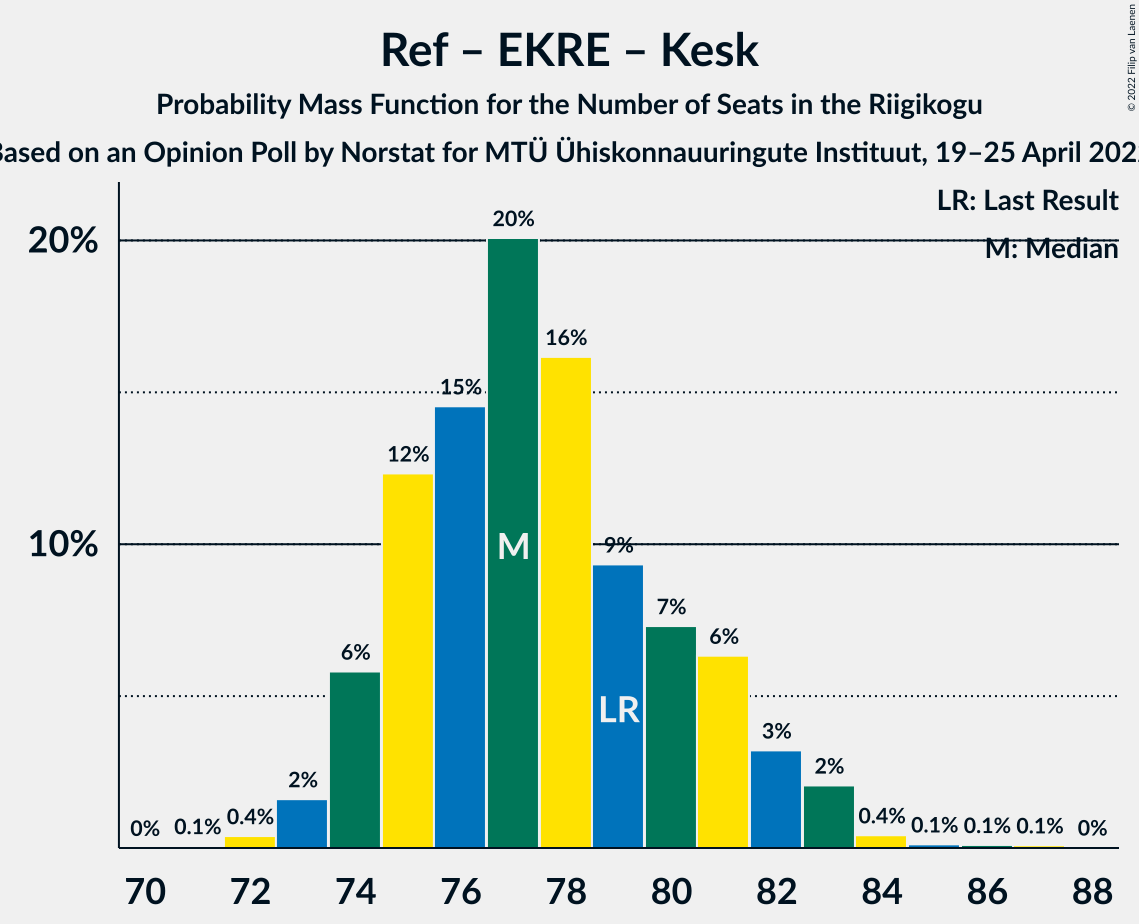 Ref – EKRE – Kesk
Probability Mass Function for the Number of Seats in the Riigikogu
Based on an Opinion Poll by Norstat for MTÜ Ühiskonnauuringute Instituut, 19–25 April 2022
© 2022 Filip van Laenen
LR: Last Result
M: Median
20%
10%
0%
0.1%
0.4%
2%
6%
12%
15%
20%
16%
9%
7%
6%
3%
2%
0.4%
0.1%
0.1%
0.1%
0%
M
LR
70 72 74 76 78 80 82 84 86 88